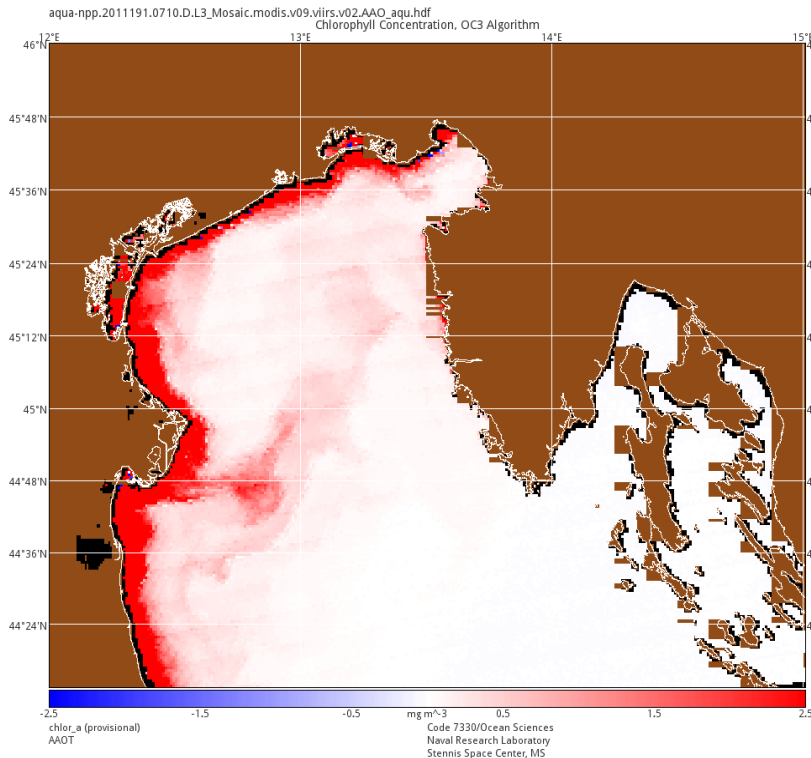 aqua-npp.2011191.0710.D.L3_Mosaic.modis.v09.viirs.v02.AAO_aqu.hdf
Chlorophyll Concentration, OC3 Algorithm
12°E 13°E 14°E 15°E
46°N
45°48'N
45°36'N
45°24'N
45°12'N
45°N
44°48'N
44°36'N
44°24'N
-2.5 -1.5 -0.5 mg m^-3 0.5 1.5 2.5
chlor_a (provisional) Code 7330/Ocean Sciences
AAOT Naval Research Laboratory
Stennis Space Center, MS